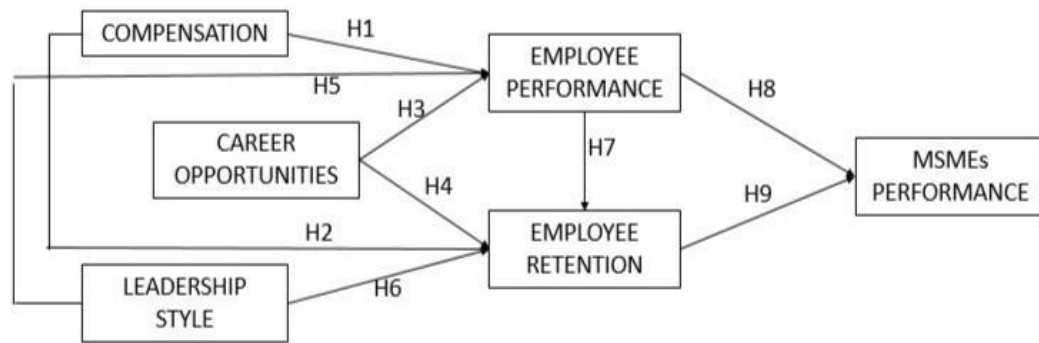 COMPENSATION
H1
EMPLOYEE
PERFORMANCE
H5
H3
H8
CAREER
OPPORTUNITIES
H7
MSMEs
PERFORMANCE
H4
H9
H2
EMPLOYEE
RETENTION
LEADERSHIP
STYLE
H6